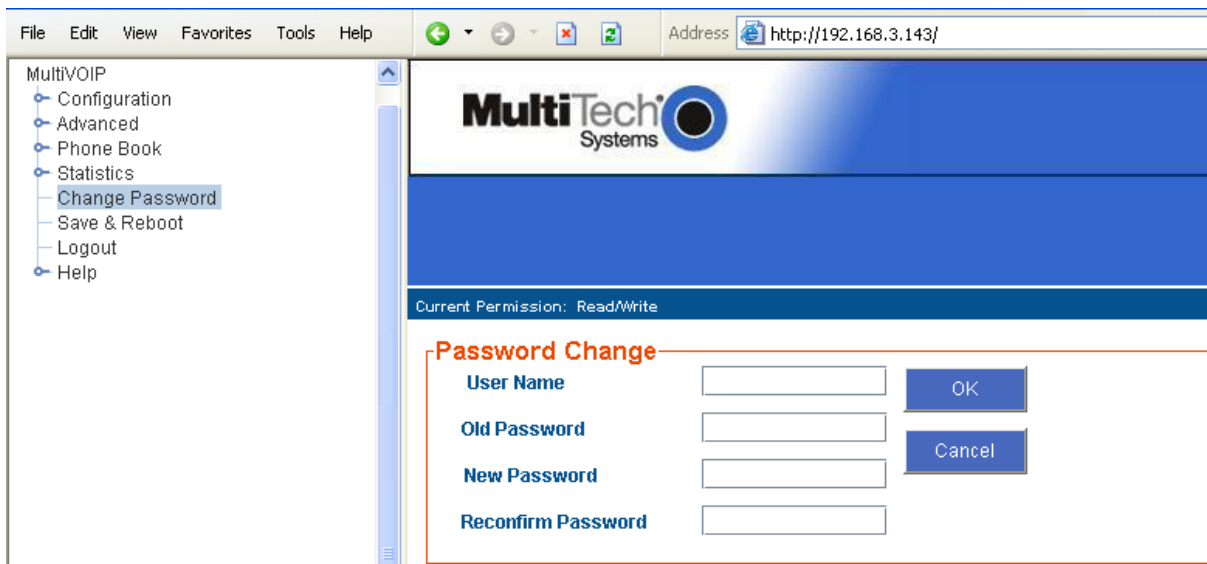 File Edit View Favorites Tools Help Address http://192.168.3.143/
MultiVOIP
Configuration
Advanced
Phone Book
Statistics
Change Password
Save & Reboot
Logout
Help
MultiTech
Systems
Current Permission: Read/Write
Password Change
User Name
OK
Old Password
Cancel
New Password
Reconfirm Password